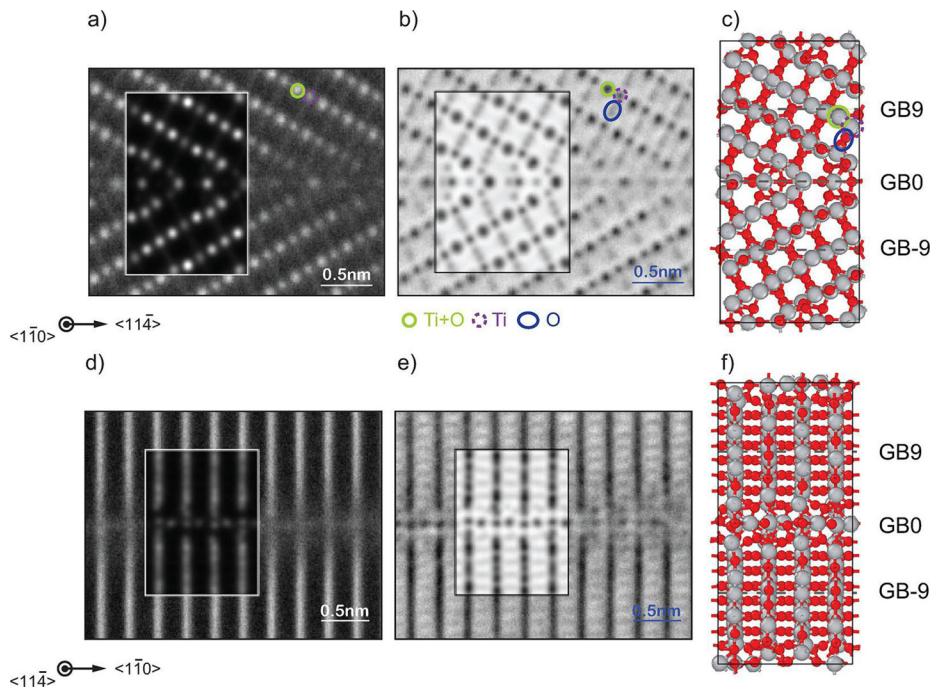 a)
b)
c)
GB9
GB0
GB-9
0.5nm
0.5nm
Ti+O Ti O
<11̅0> <114̅>
d)
e)
f)
GB9
GB0
GB-9
0.5nm
0.5nm
<114̅> <11̅0>